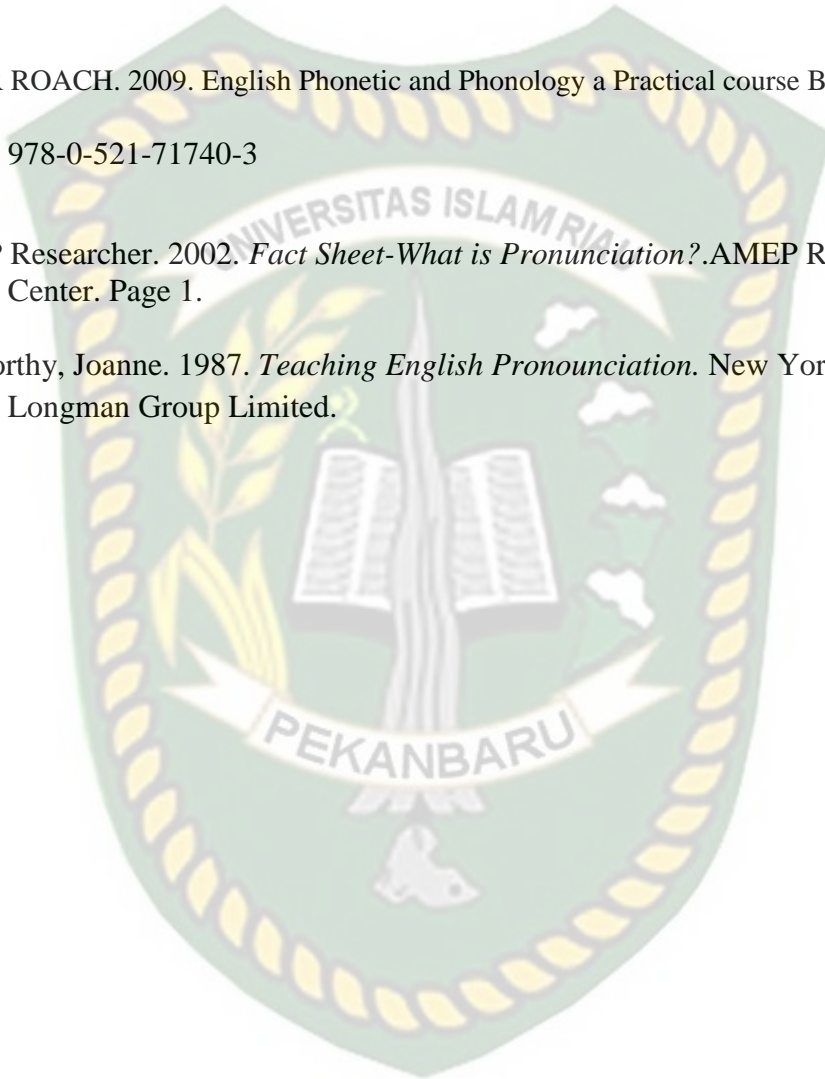 R ROACH. 2009. English Phonetic and Phonology a Practical course B
978-0-521-71740-3
UNIVERSITAS ISLAM RIAU
P Researcher. 2002. Fact Sheet-What is Pronunciation?.AMEP R
Center. Page 1.
orthy, Joanne. 1987. Teaching English Pronounciation. New Yor
Longman Group Limited.
PEKANBARU